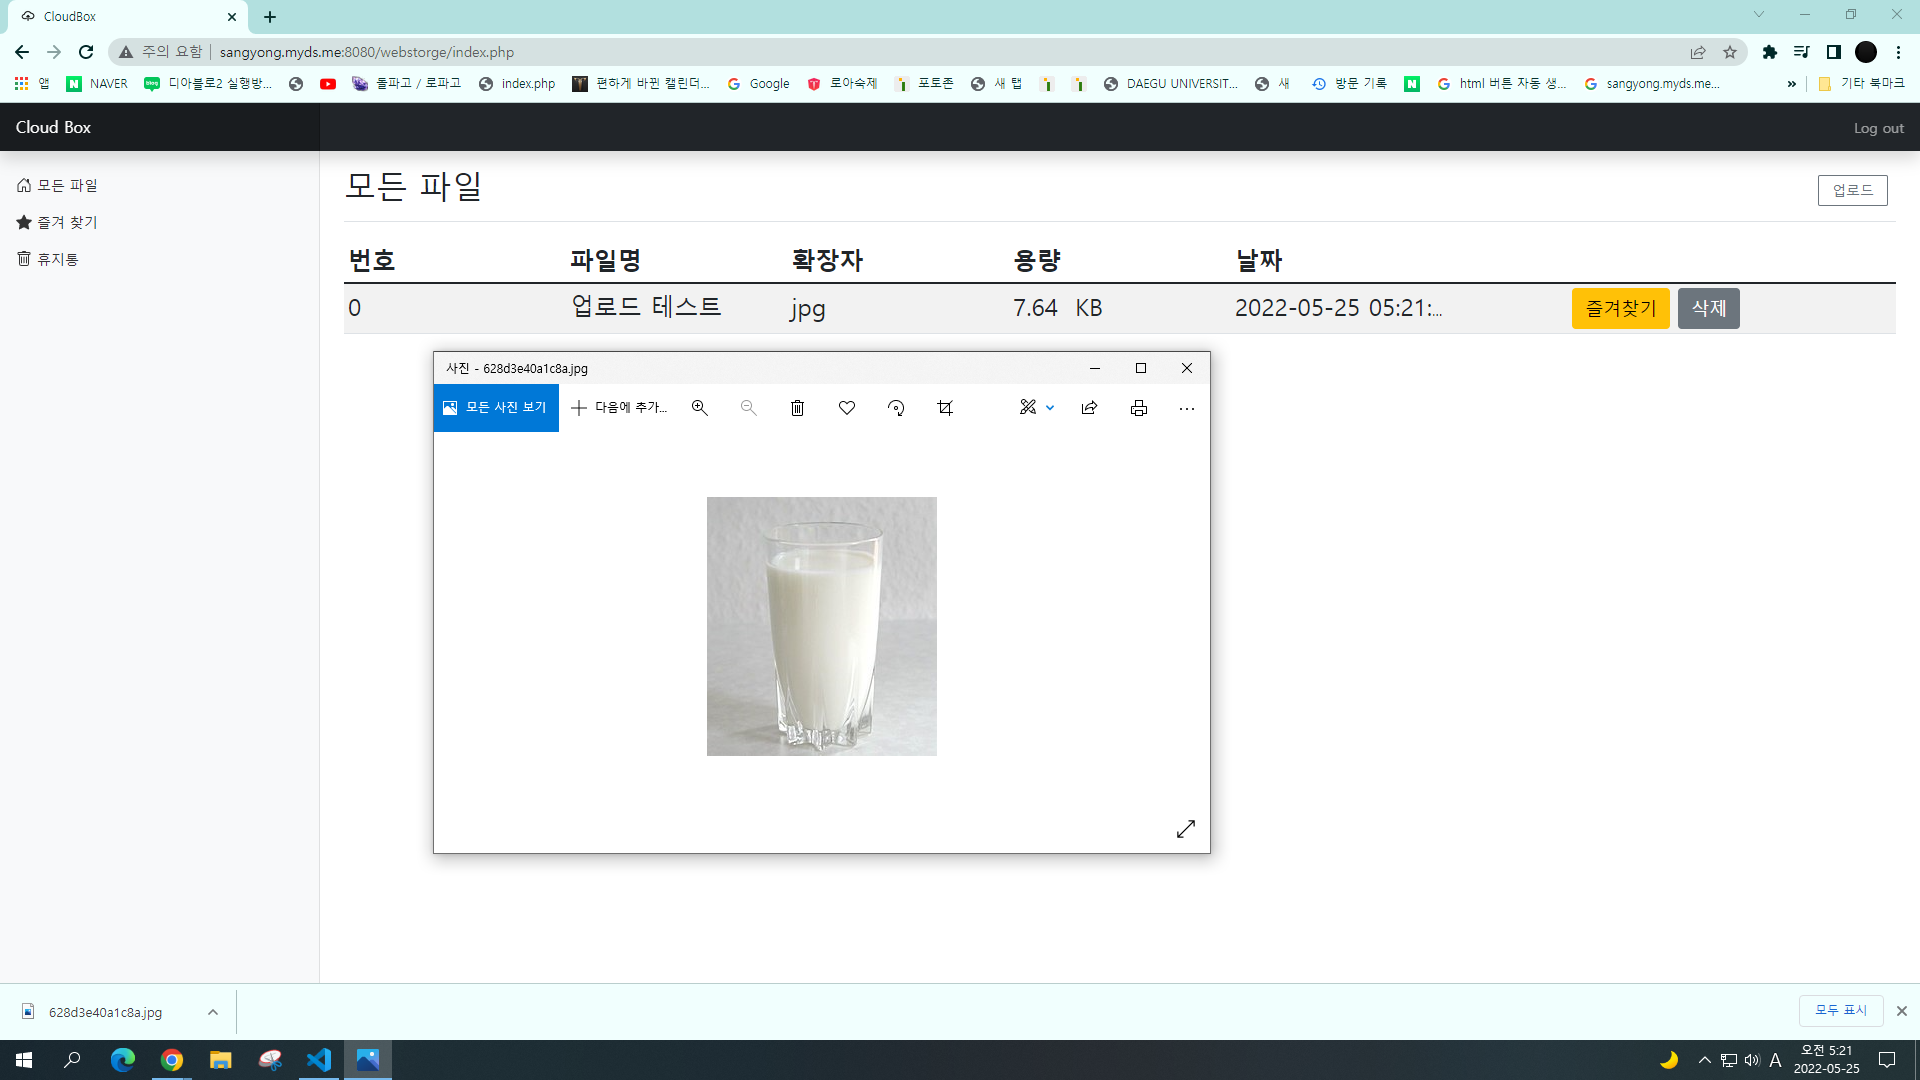 CloudBox
주의 요함 sangyong.myds.me:8080/webstorge/index.php
앱 NAVER 디아블로2 실행방... 돌파고 / 로파고 index.php 편하게 바뀐 캘린더... Google 로아숙제 포토존 새 탭 DAEGU UNIVERSIT... 새 방문 기록 html 버튼 자동 생... sangyong.myds.me... » 기타 북마크
Cloud Box Log out
모든 파일
즐겨 찾기
휴지통
모든 파일 업로드
번호 파일명 확장자 용량 날짜
0 업로드 테스트 jpg 7.64 KB 2022-05-25 05:21:... 즐겨찾기 삭제
사진 - 628d3e40a1c8a.jpg
모든 사진 보기 다음에 추가...
628d3e40a1c8a.jpg 모두 표시
A 오전 5:21
2022-05-25